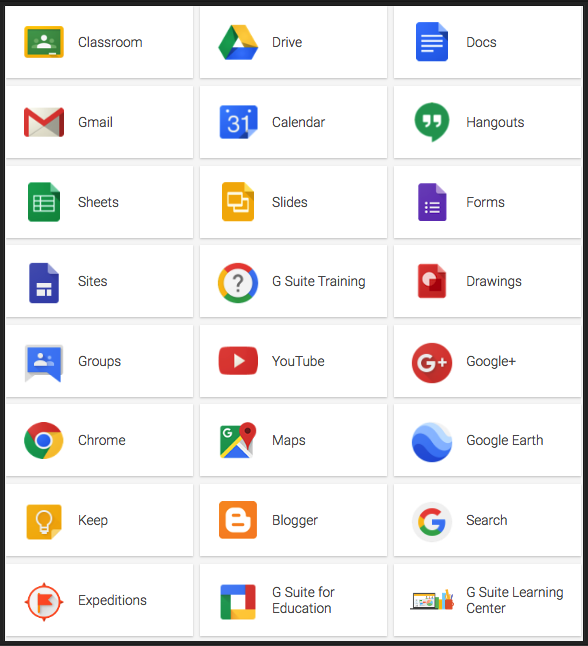 Classroom
Drive
Docs
Gmail
31
Calendar
Hangouts
Sheets
Slides
Forms
Sites
?
G Suite Training
Drawings
Groups
YouTube
G+
Google+
Chrome
G
Maps
Google Earth
Keep
B
Blogger
G
Search
Expeditions
G Suite for
Education
G Suite Learning
Center